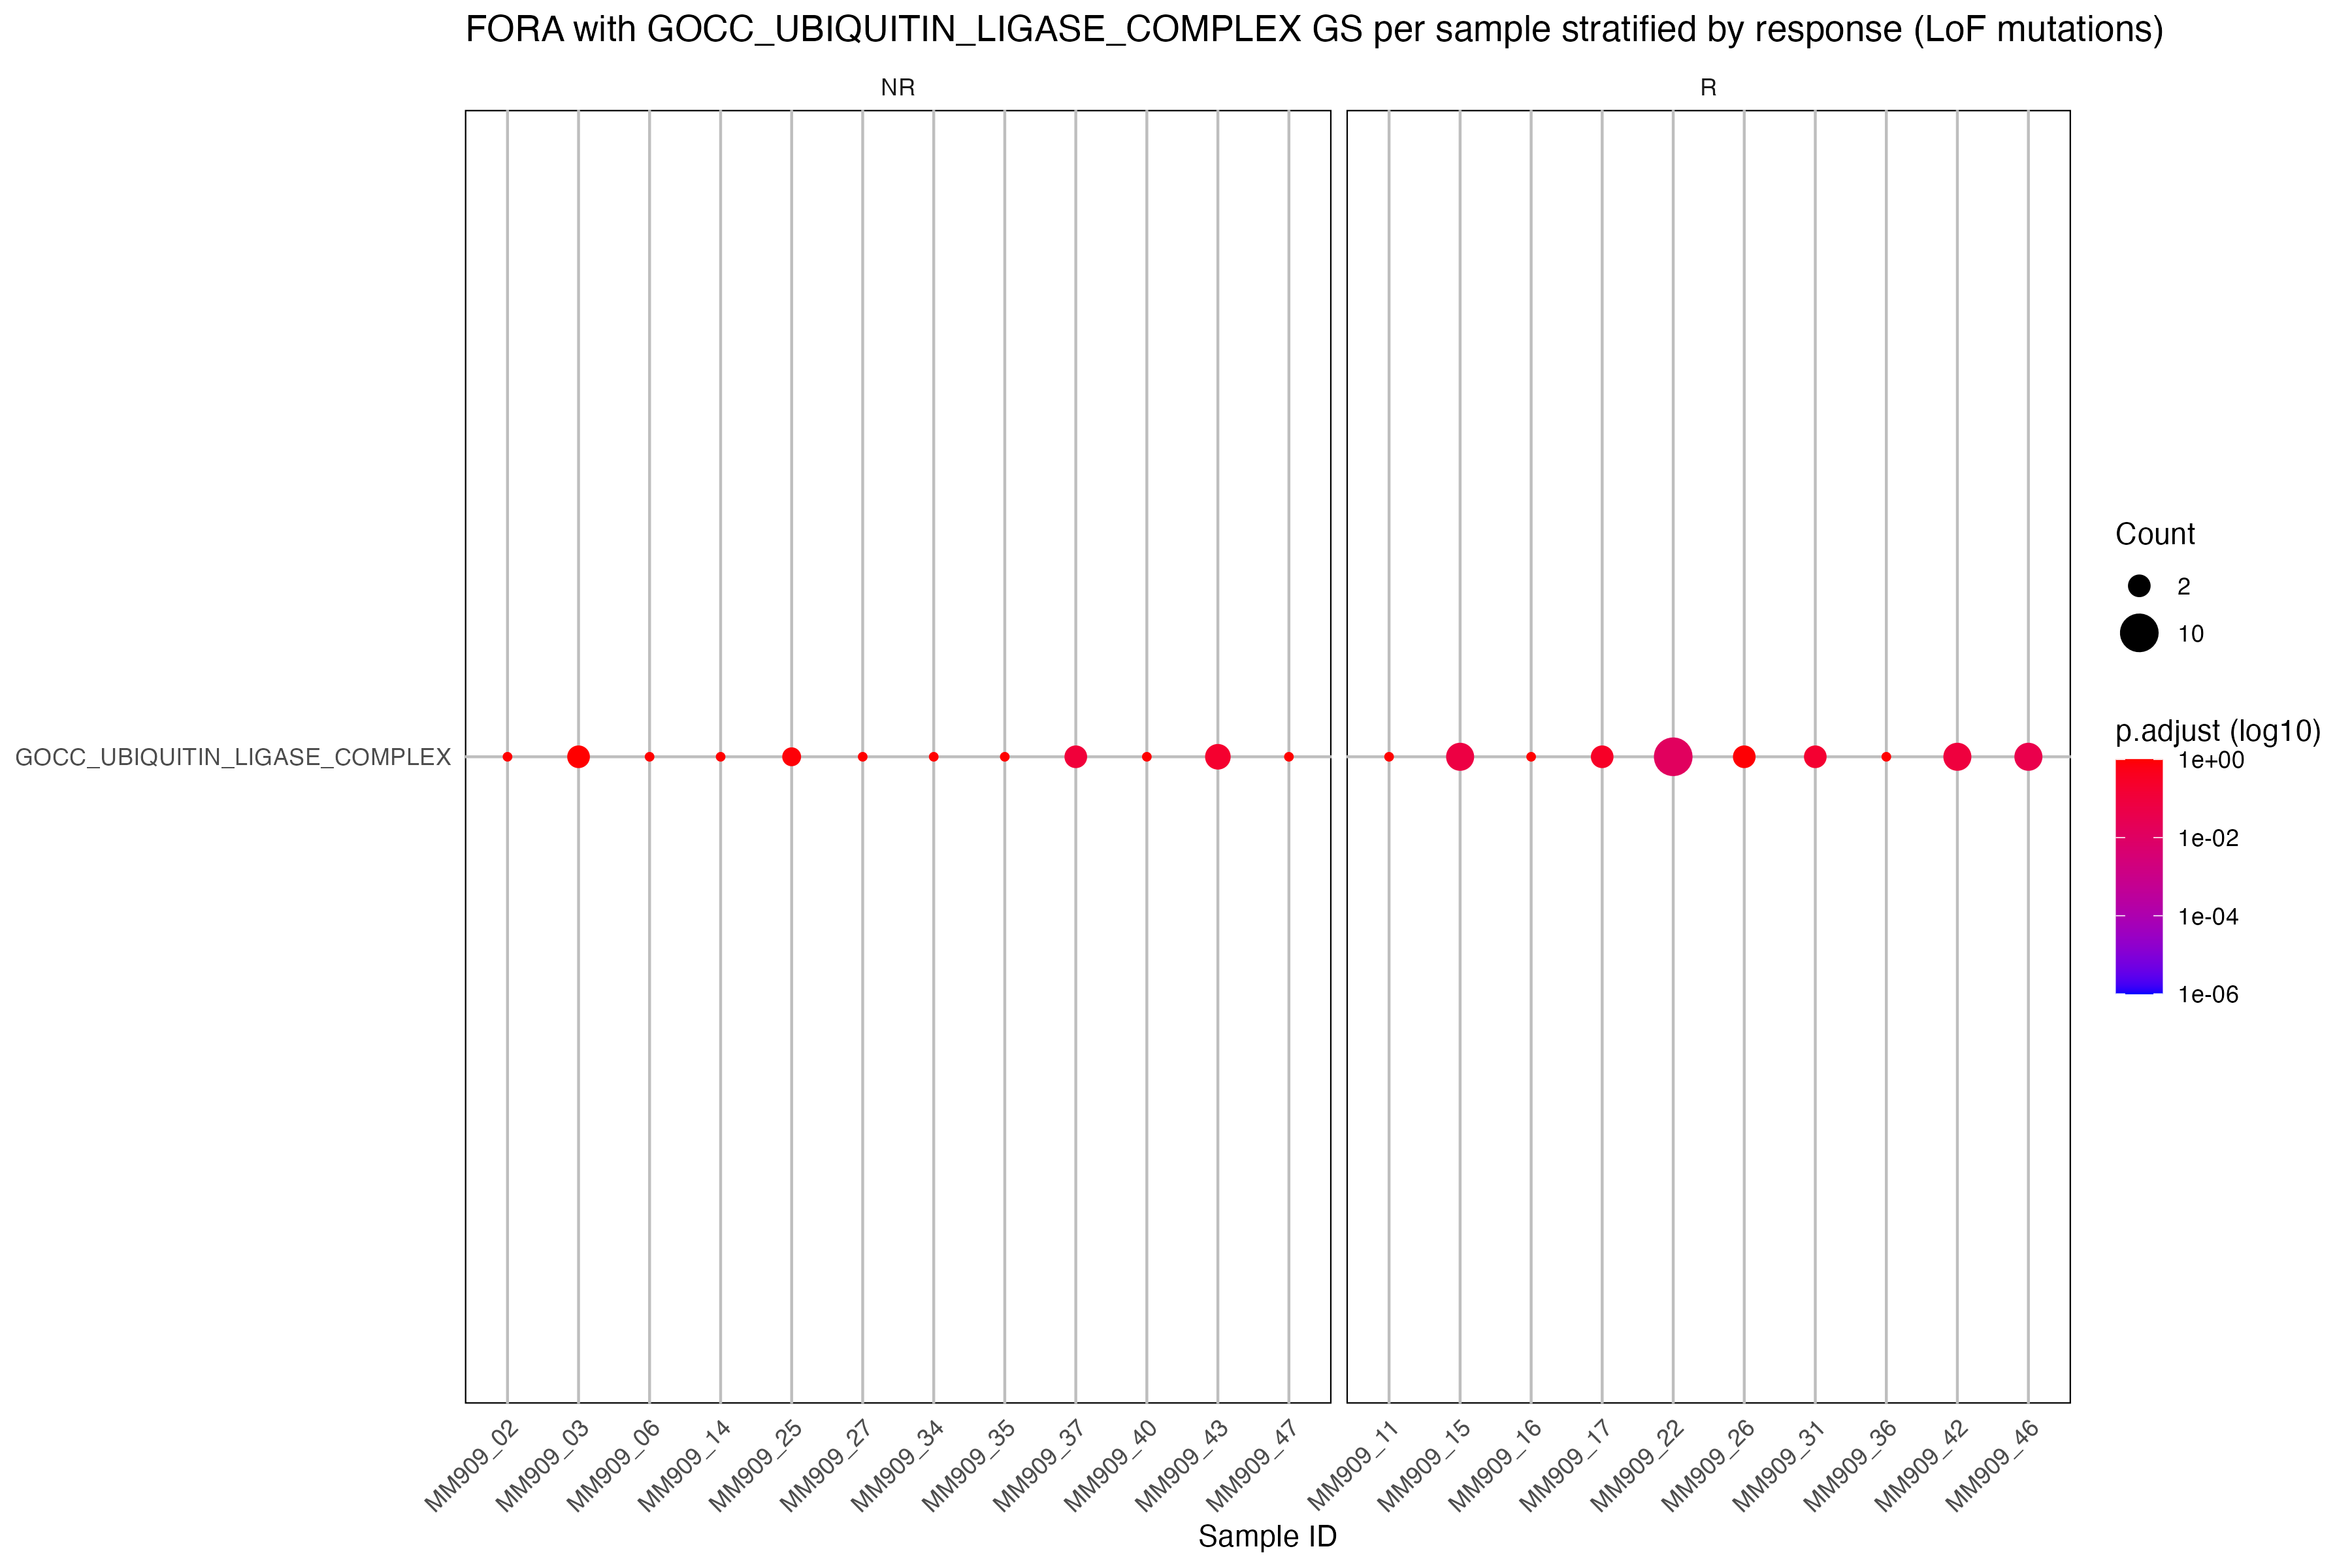 FORA with GOCC_UBIQUITIN_LIGASE_COMPLEX GS per sample stratified by response (LoF mutations)
NR
R
GOCC_UBIQUITIN_LIGASE_COMPLEX
MM909_02
MM909_03
MM909_06
MM909_14
MM909_25
MM909_27
MM909_34
MM909_35
MM909_37
MM909_40
MM909_43
MM909_47
MM909_11
MM909_15
MM909_16
MM909_17
MM909_22
MM909_26
MM909_31
MM909_36
MM909_42
MM909_46
Sample ID
Count
2
10
p.adjust (log10)
1e+00
1e-02
1e-04
1e-06